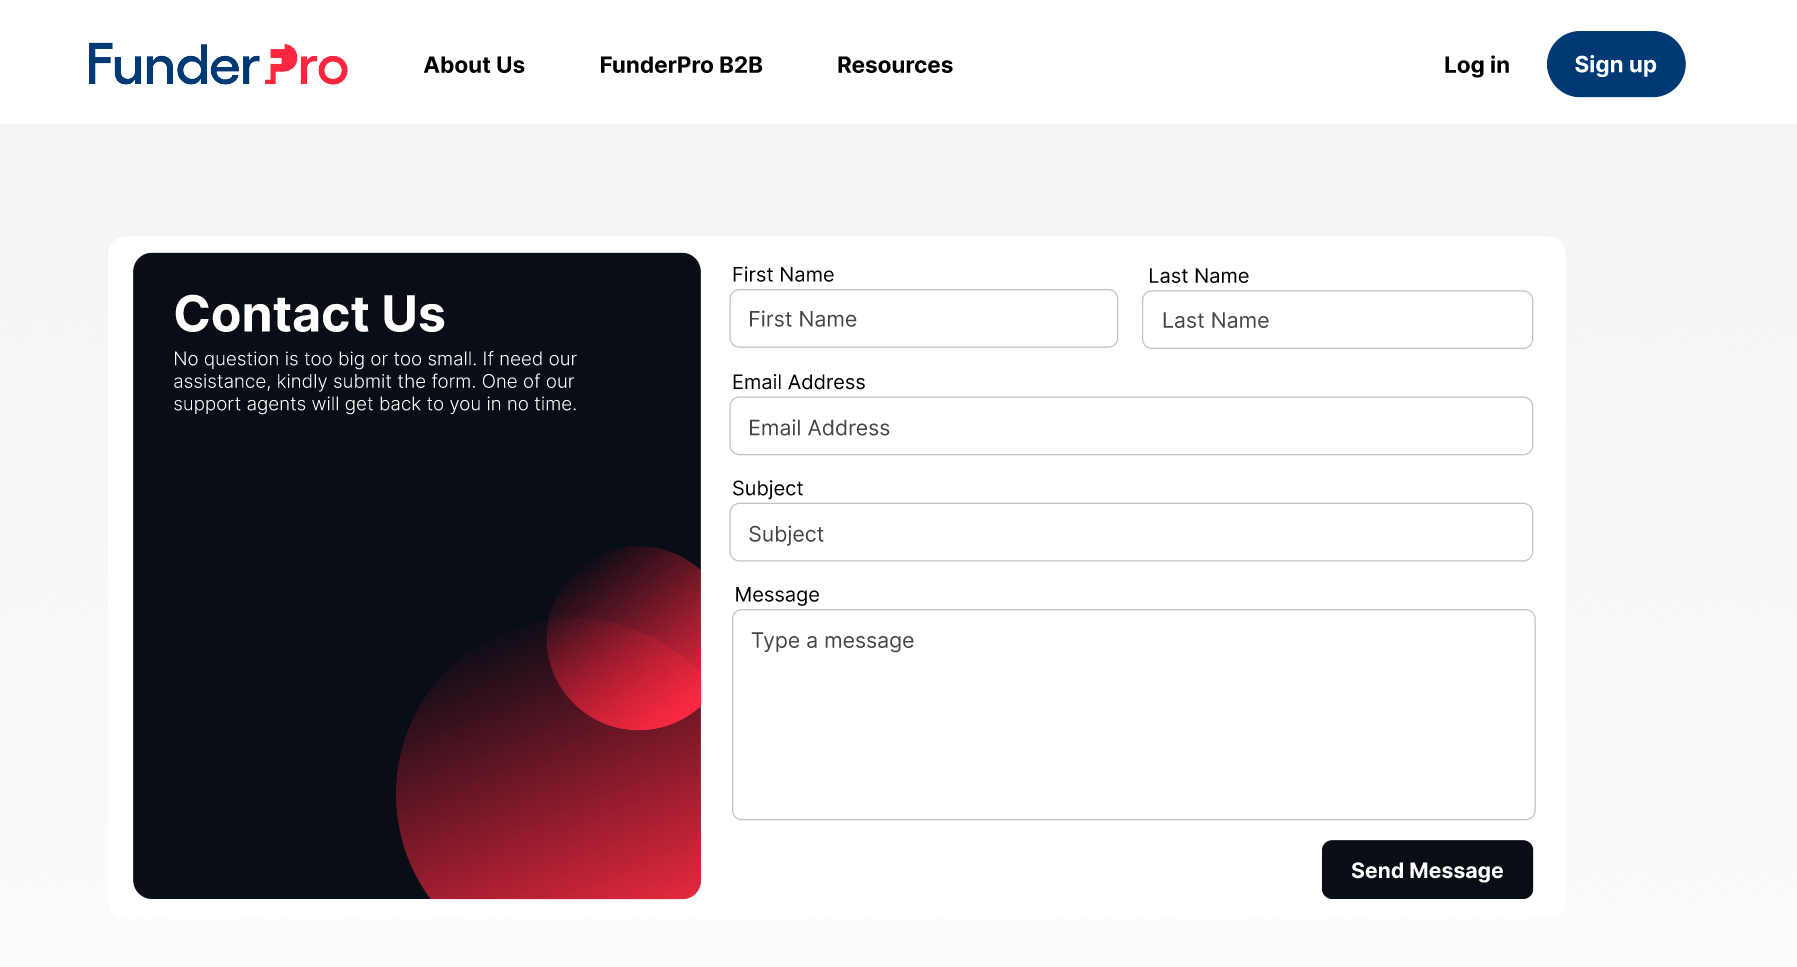 FunderPro
About Us
FunderPro B2B
Resources
Log in
Sign up
Contact Us
No question is too big or too small. If need our
assistance, kindly submit the form. One of our
support agents will get back to you in no time.
First Name
First Name
Last Name
Last Name
Email Address
Email Address
Subject
Subject
Message
Type a message
Send Message